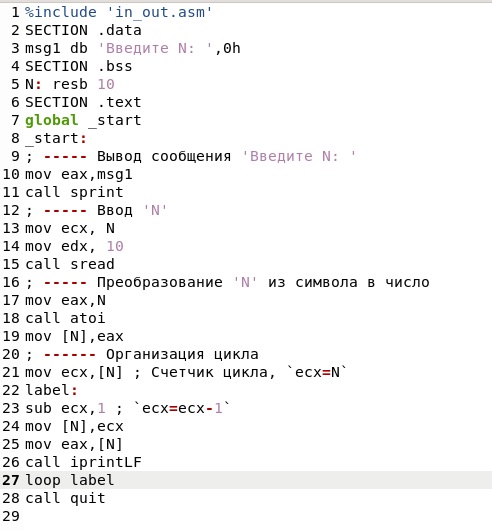 1 %include 'in_out.asm'
2 SECTION .data
3 msg1 db 'Введите N: ',0h
4 SECTION .bss
5 N: resb 10
6 SECTION .text
7 global _start
8 _start:
9 ; ----- Вывод сообщения 'Введите N: '
10 mov eax,msg1
11 call sprint
12 ; ----- Ввод 'N'
13 mov ecx, N
14 mov edx, 10
15 call sread
16 ; ----- Преобразование 'N' из символа в число
17 mov eax,N
18 call atoi
19 mov [N],eax
20 ; ------ Организация цикла
21 mov ecx,[N] ; Счетчик цикла, `ecx=N`
22 label:
23 sub ecx,1 ; `ecx=ecx-1`
24 mov [N],ecx
25 mov eax,[N]
26 call iprintLF
27 loop label
28 call quit
29